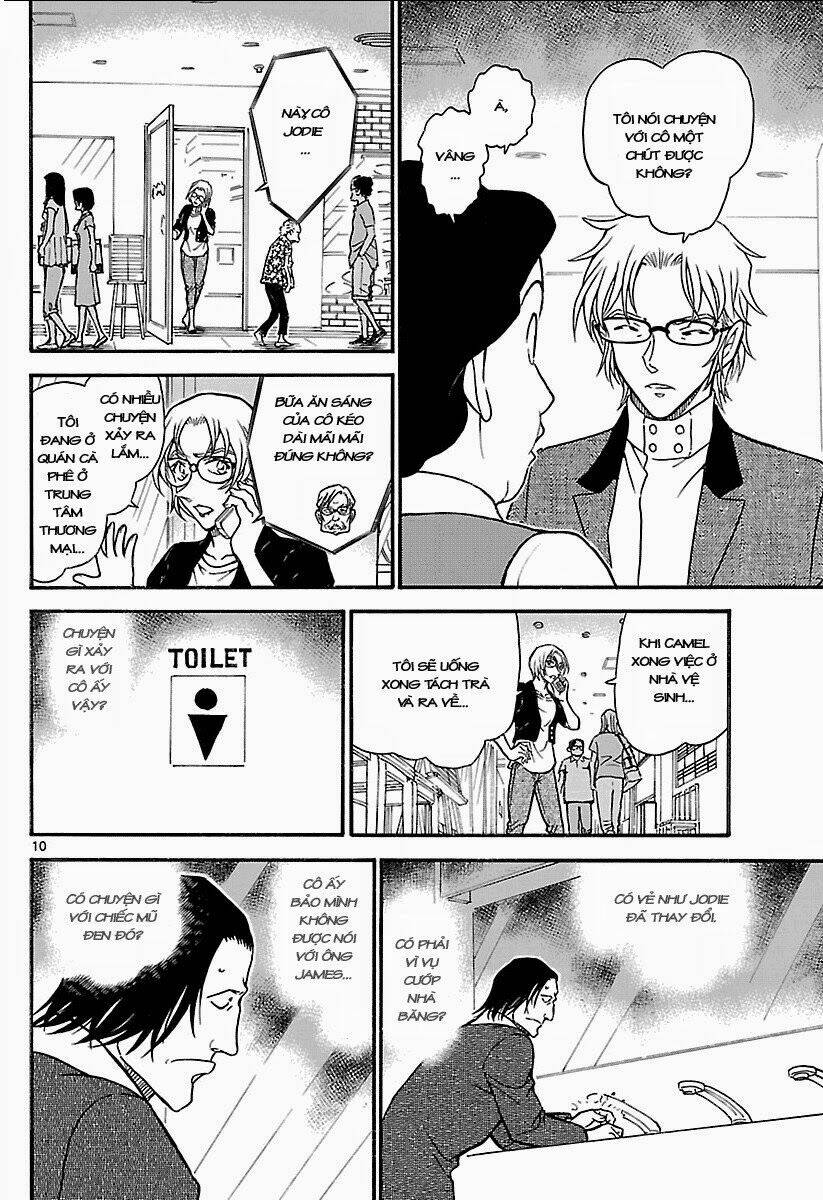 TÔI NÓI CHUYỆN
VỚI CÔ MỘT
CHÚT ĐƯỢC
KHÔNG?
À,
VÂNG
...
NÀY, CÔ
JODIE
...
BỮA ĂN SÁNG
CỦA CÔ KÉO
DÀI MÃI MÃI
ĐÚNG KHÔNG?
CÓ NHIỀU
CHUYỆN
XẢY RA
LẮM...
TÔI
ĐANG Ở
QUÁN CÀ
PHÊ Ở
TRUNG
TÂM
THƯƠNG
MẠI...
KHI CAMEL
XONG VIỆC Ở
NHÀ VỆ
SINH...
TÔI SẼ UỐNG
XONG TÁCH TRÀ
VÀ RA VỀ...
CHUYỆN
GÌ XẢY
RA VỚI
CÔ ẤY
VẬY?
TOILET
10
CÓ VẺ NHƯ JODIE
ĐÃ THAY ĐỔI.
CÓ PHẢI
VÌ VỤ
CƯỚP
NHÀ
BĂNG?
CÔ ẤY
BẢO MÌNH
KHÔNG
ĐƯỢC NÓI
VỚI ÔNG
JAMES...
CÓ CHUYỆN GÌ
VỚI CHIẾC MŨ
ĐEN ĐÓ?